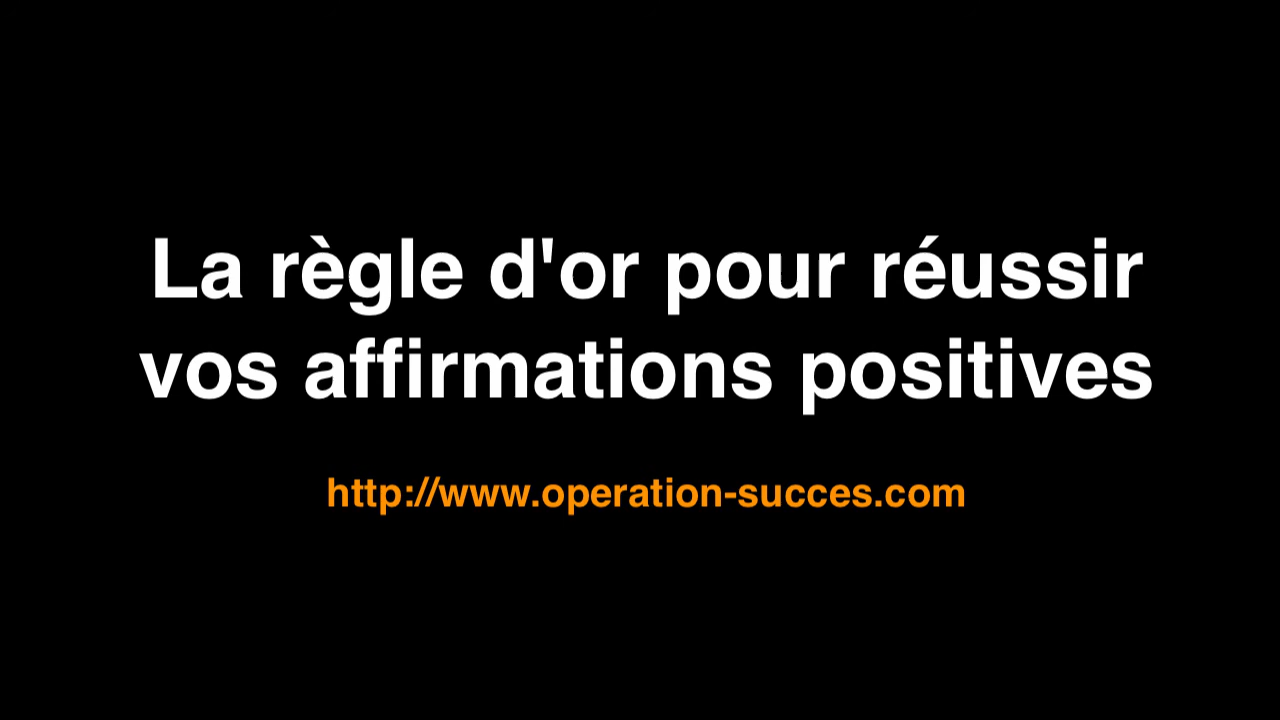 La règle d'or pour réussir
vos affirmations positives
http://www.operation-succes.com